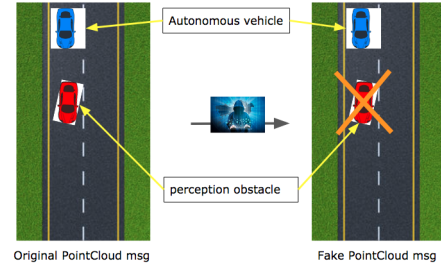 Autonomous vehicle
perception obstacle
Original PointCloud msg
Fake PointCloud msg